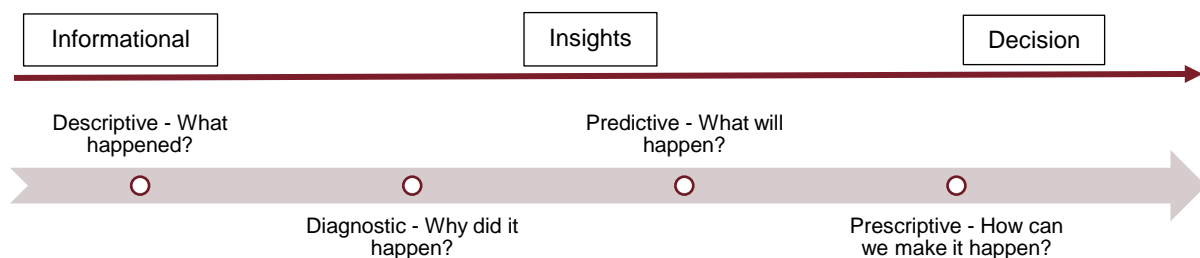 Informational
Insights
Decision
Descriptive - What
happened?
Predictive - What will
happen?
Diagnostic - Why did it
happen?
Prescriptive - How can
we make it happen?